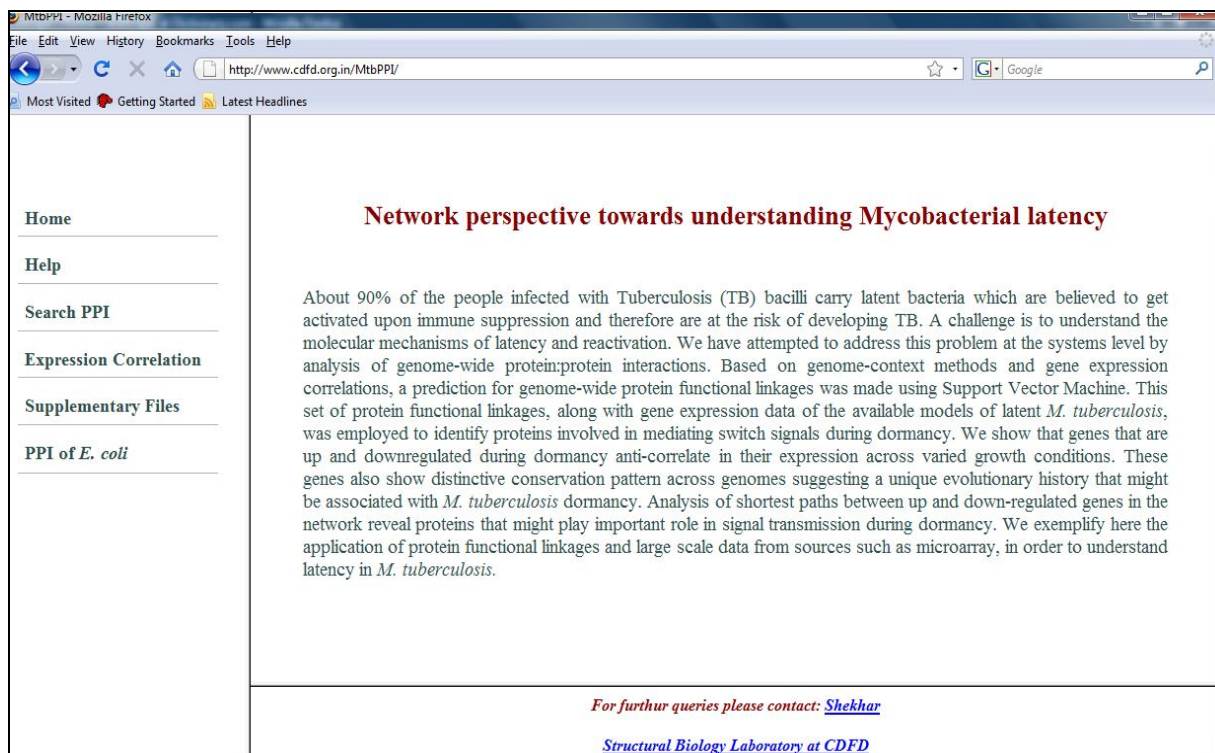 MtbPPI - Mozilla Firefox
File Edit View History Bookmarks Tools Help
http://www.cdfd.org.in/MtbPPI/
G Google
Most Visited Getting Started Latest Headlines
Home
Help
Search PPI
Expression Correlation
Supplementary Files
PPI of E. coli
Network perspective towards understanding Mycobacterial latency
About 90% of the people infected with Tuberculosis (TB) bacilli carry latent bacteria which are believed to get
activated upon immune suppression and therefore are at the risk of developing TB. A challenge is to understand the
molecular mechanisms of latency and reactivation. We have attempted to address this problem at the systems level by
analysis of genome-wide protein:protein interactions. Based on genome-context methods and gene expression
correlations, a prediction for genome-wide protein functional linkages was made using Support Vector Machine. This
set of protein functional linkages, along with gene expression data of the available models of latent M. tuberculosis,
was employed to identify proteins involved in mediating switch signals during dormancy. We show that genes that are
up and downregulated during dormancy anti-correlate in their expression across varied growth conditions. These
genes also show distinctive conservation pattern across genomes suggesting a unique evolutionary history that might
be associated with M. tuberculosis dormancy. Analysis of shortest paths between up and down-regulated genes in the
network reveal proteins that might play important role in signal transmission during dormancy. We exemplify here the
application of protein functional linkages and large scale data from sources such as microarray, in order to understand
latency in M. tuberculosis.
For furthur queries please contact: Shekhar
Structural Biology Laboratory at CDFD